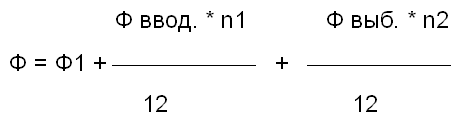 Ф ввод. * n1 Ф выб. * n2
Ф = Ф1 + +
12 12